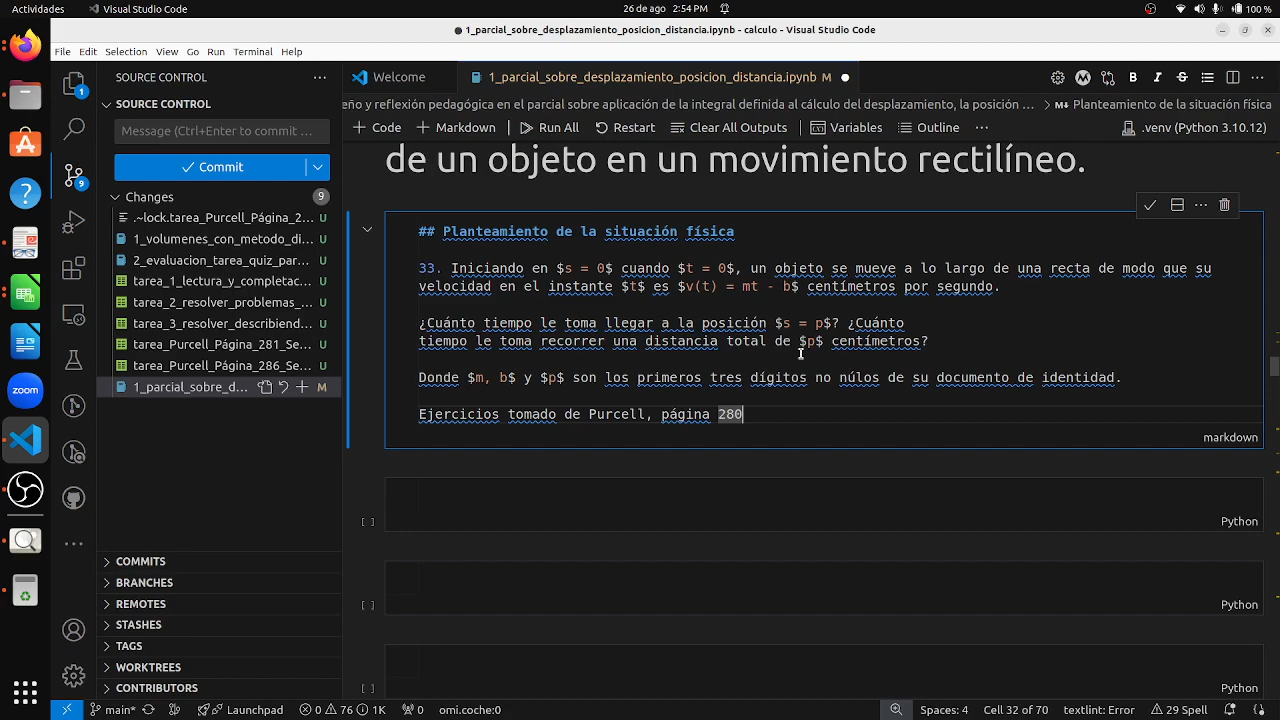 Actividades
Visual Studio Code
26 de ago 2:54 PM
100 %
1_parcial_sobre_desplazamiento_posicion_distancia.ipynb - calculo - Visual Studio Code
File Edit Selection View Go Run Terminal Help
SOURCE CONTROL
Welcome
1_parcial_sobre_desplazamiento_posicion_distancia.ipynb M
eño y reflexión pedagógica en el parcial sobre aplicación de la integral definida al cálculo del desplazamiento, la posición ... > Planteamiento de la situación física
SOURCE CONTROL
Message (Ctrl+Enter to commit ...
Commit
Changes 9
.~lock.tarea_Purcell_Página_2... U
1_volumenes_con_metodo_di... U
2_evaluacion_tarea_quiz_par... U
tarea_1_lectura_y_completac... U
tarea_2_resolver_problemas_... U
tarea_3_resolver_describiend... U
tarea_Purcell_Página_281_Se... U
tarea_Purcell_Página_286_Se... U
1_parcial_sobre_d... M
COMMITS
BRANCHES
REMOTES
STASHES
TAGS
WORKTREES
CONTRIBUTORS
+ Code + Markdown Run All Restart Clear All Outputs Variables Outline ... .venv (Python 3.10.12)
de un objeto en un movimiento rectilíneo.
## Planteamiento de la situación física
33. Iniciando en $s = 0$ cuando $t = 0$, un objeto se mueve a lo largo de una recta de modo que su
velocidad en el instante $t$ es $v(t) = mt - b$ centímetros por segundo.
¿Cuánto tiempo le toma llegar a la posición $s = p$? ¿Cuánto
tiempo le toma recorrer una distancia total de $p$ centímetros?
Donde $m, b$ y $p$ son los primeros tres dígitos no núlos de su documento de identidad.
Ejercicios tomado de Purcell, página 280
markdown
[ ] Python
[ ] Python
[ ] Python
1
9
zoom
main* Launchpad 0 76 1K 0 omi.coche:0 Spaces: 4 Cell 32 of 70 textlint: Error 29 Spell